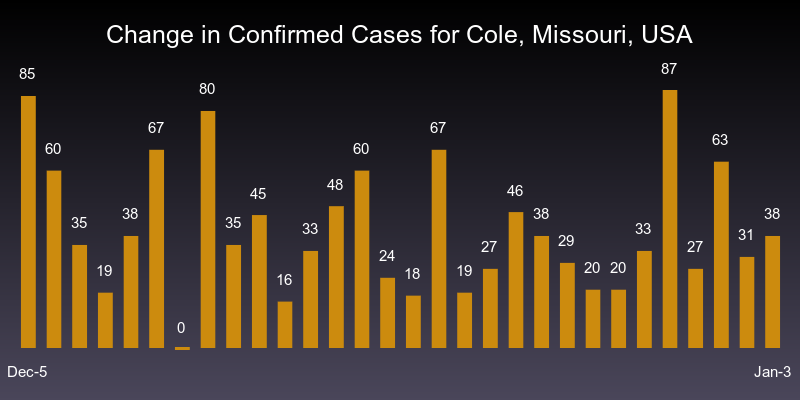 Change in Confirmed Cases for Cole, Missouri, USA
85 60 35 19 38 67 0 80 35 45 16 33 48 60 24 18 67 19 27 46 38 29 20 20 33 87 27 63 31 38
Dec-5 Jan-3